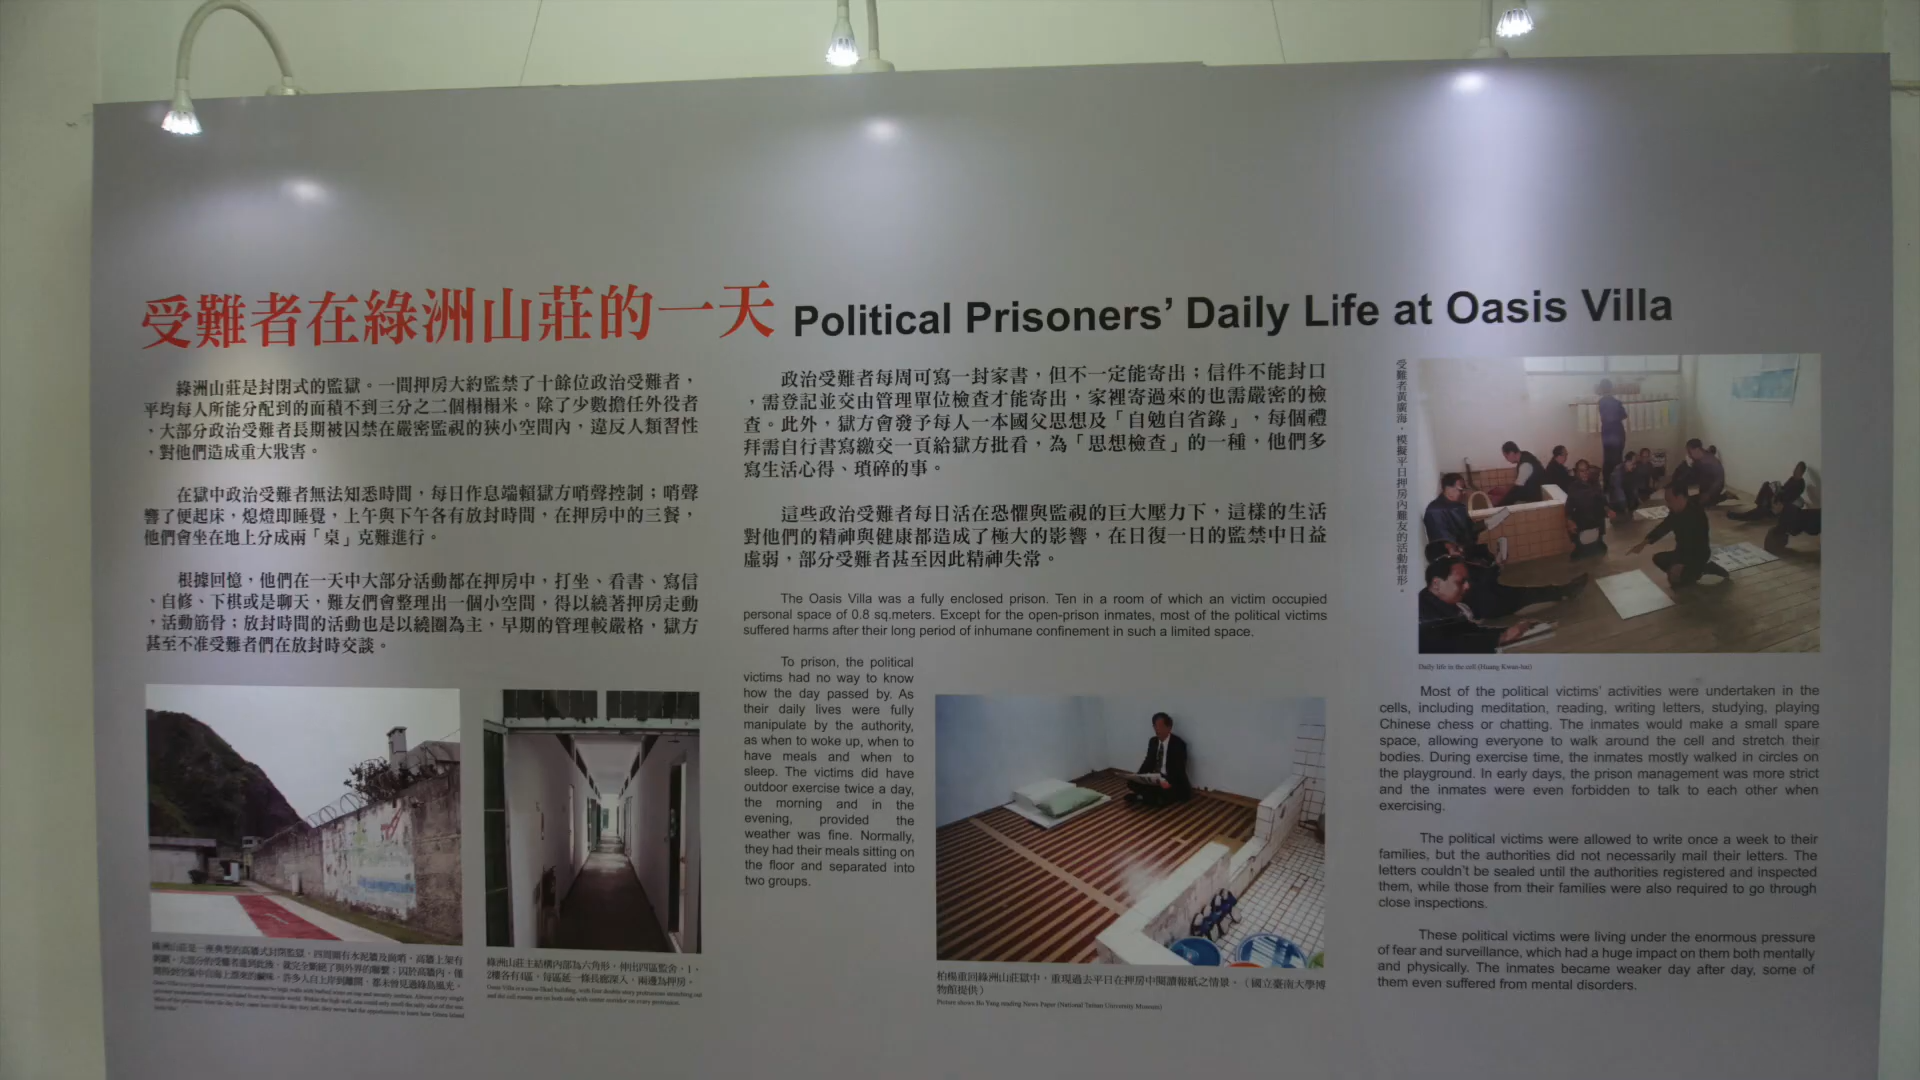 受難者在綠洲山莊的一天 Political Prisoners' Daily Life at Oasis Villa
綠洲山莊是封閉式的監獄。一間押房大約監禁了十餘位政治受難者，
平均每人所能分配到的面積不到三分之二個榻榻米。除了少數擔任外役者
、大部分政治受難者長期被囚禁在嚴密監視的狹小空間內，違反人類習性
，對他們造成重大戕害。
在獄中政治受難者無法知悉時間，每日作息端賴獄方哨聲控制；哨聲
響了便起床，熄燈即睡覺，上午與下午各有放封時間，在押房中的三餐，
他們會坐在地上分成兩「桌」克難進行。
根據回憶，他們在一天中大部分活動都在押房中，打坐、看書、寫信
、自修、下棋或是聊天，難友們會整理出一個小空間，得以繞著押房走動
，活動筋骨；放封時間的活動也是以繞圈為主，早期的管理較嚴格，獄方
甚至不准受難者們在放封時交談。
政治受難者每周可寫一封家書，但不一定能寄出；信件不能封口
，需登記並交由管理單位檢查才能寄出，家裡寄過來的也需嚴密的檢
查。此外，獄方會發予每人一本國父思想及「自勉自省錄」，每個禮
拜需自行書寫繳交一頁給獄方批看，為「思想檢查」的一種，他們多
寫生活心得、瑣碎的事。
這些政治受難者每日活在恐懼與監視的巨大壓力下，這樣的生活
對他們的精神與健康都造成了極大的影響，在日復一日的監禁中日益
虛弱，部分受難者甚至因此精神失常。
The Oasis Villa was a fully enclosed prison. Ten in a room of which an victim occupied
personal space of 0.8 sq.meters. Except for the open-prison inmates, most of the political victims
suffered harms after their long period of inhumane confinement in such a limited space.
To prison, the political
victims had no way to know
how the day passed by. As
their daily lives were fully
manipulate by the authority,
as when to woke up, when to
have meals and when to
sleep. The victims did have
outdoor exercise twice a day,
the morning and in the
evening, provided the
weather was fine. Normally,
they had their meals sitting on
the floor and separated into
two groups.
受難者黃廣海，模擬平日押房內難友的活動情形。
Daily life in the cell (Huang Kwan-hai)
Most of the political victims' activities were undertaken in the
cells, including meditation, reading, writing letters, studying, playing
Chinese chess or chatting. The inmates would make a small spare
space, allowing everyone to walk around the cell and stretch their
bodies. During exercise time, the inmates mostly walked in circles on
the playground. In early days, the prison management was more strict
and the inmates were even forbidden to talk to each other when
exercising.
The political victims were allowed to write once a week to their
families, but the authorities did not necessarily mail their letters. The
letters couldn't be sealed until the authorities registered and inspected
them, while those from their families were also required to go through
close inspections.
These political victims were living under the enormous pressure
of fear and surveillance, which had a huge impact on them both mentally
and physically. The inmates became weaker day after day, some of
them even suffered from mental disorders.
綠洲山莊是一座典型的高牆式封閉監獄，四周圍有水泥牆及崗哨，高牆上架有
綠洲山莊主結構內部為六角形，伸出四區監舍，1、
2樓各有4區，每區延一條長廊深入，兩邊為押房。
柏楊重回綠洲山莊獄中，重現過去平日在押房中閱讀報紙之情景。（國立臺南大學博
物館提供）
Picture shows Bo Yang reading News Paper (National Tainan University Museum)